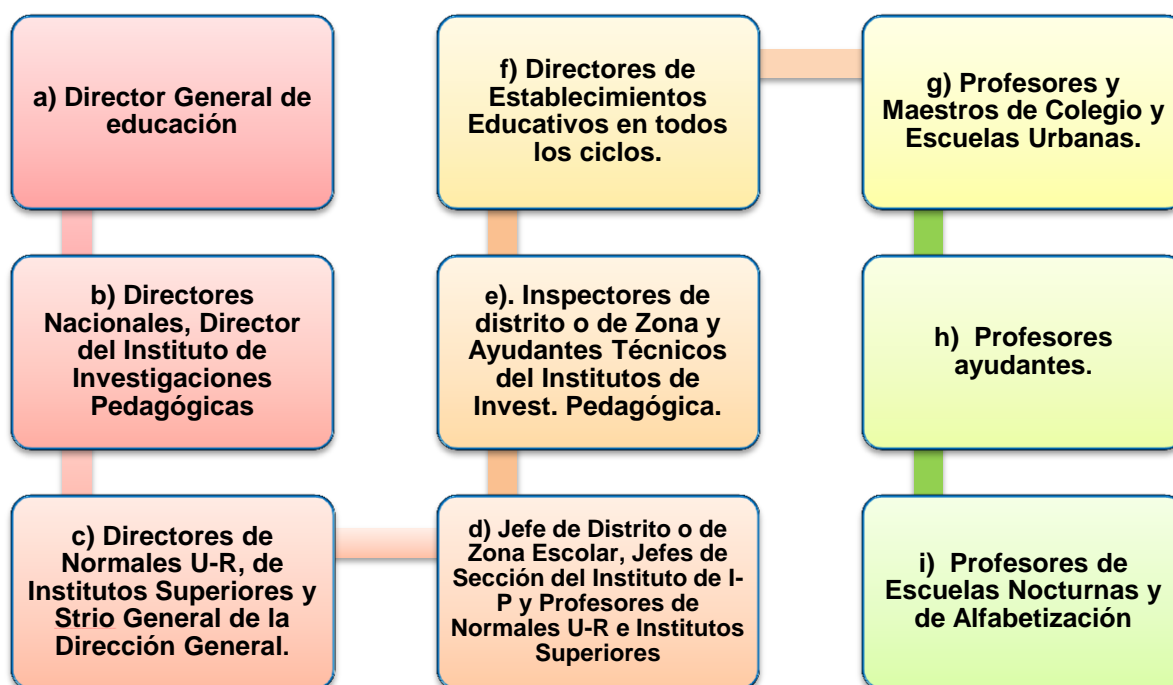 a) Director General de
educación
b) Directores
Nacionales, Director
del Instituto de
Investigaciones
Pedagógicas
c) Directores de
Normales U-R, de
Institutos Superiores y
Strio General de la
Dirección General.
d) Jefe de Distrito o de
Zona Escolar, Jefes de
Sección del Instituto de I-
P y Profesores de
Normales U-R e Institutos
Superiores
e). Inspectores de
distrito o de Zona y
Ayudantes Técnicos
del Institutos de
Invest. Pedagógica.
f) Directores de
Establecimientos
Educativos en todos
los ciclos.
g) Profesores y
Maestros de Colegio y
Escuelas Urbanas.
h) Profesores
ayudantes.
i) Profesores de
Escuelas Nocturnas y
de Alfabetización